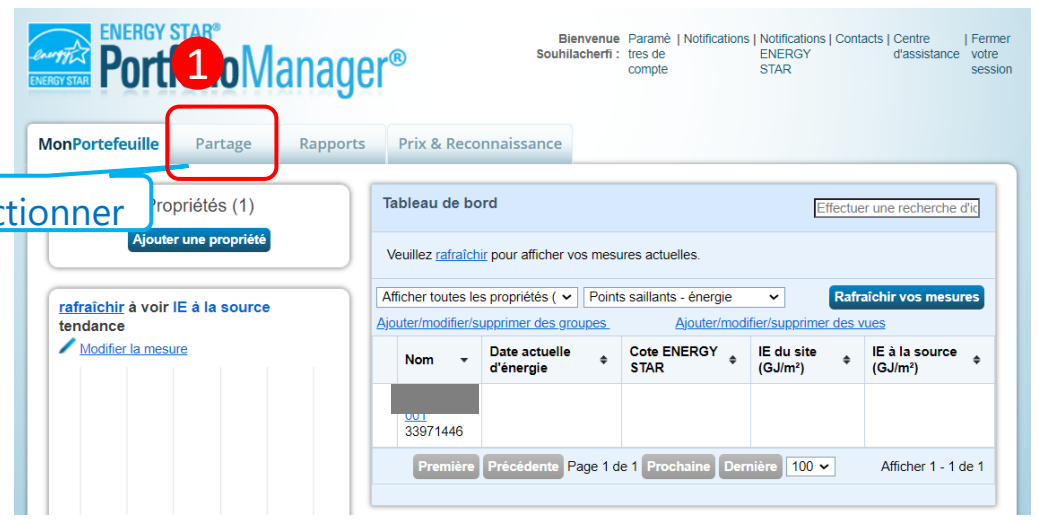 ENERGY STAR®
energy
ENERGY STAR
1
PortfolioManager®
Bienvenue Souhilacherfi :
Paramè tres de compte | Notifications | Notifications ENERGY STAR | Contacts | Centre d'assistance | Fermer votre session
MonPortefeuille Partage Rapports Prix & Reconnaissance
ctionner
Propriétés (1)
Ajouter une propriété
rafraîchir à voir IE à la source
tendance
Modifier la mesure
Tableau de bord
Effectuer une recherche d'ic
Veuillez rafraîchir pour afficher vos mesures actuelles.
Afficher toutes les propriétés ( Points saillants - énergie Rafraîchir vos mesures
Ajouter/modifier/supprimer des groupes Ajouter/modifier/supprimer des vues
Nom Date actuelle d'énergie Cote ENERGY STAR IE du site (GJ/m²) IE à la source (GJ/m²)
001
33971446
Première Précédente Page 1 de 1 Prochaine Dernière 100 Afficher 1 - 1 de 1